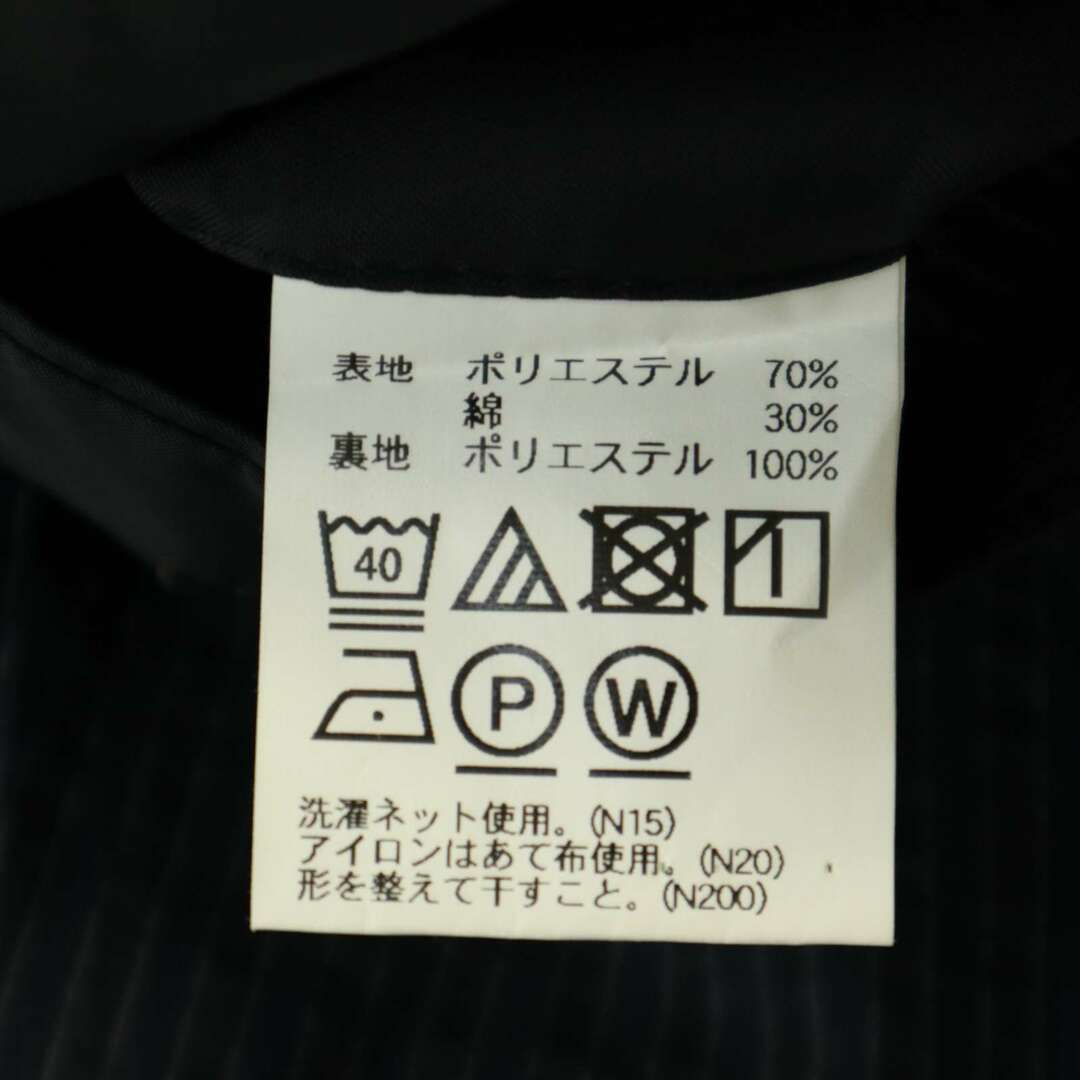 表地 ポリエステル 70%
綿 30%
裏地 ポリエステル 100%
40
P W
洗濯ネット使用。(N15)
アイロンはあて布使用。(N20)
形を整えて干すこと。(N200)